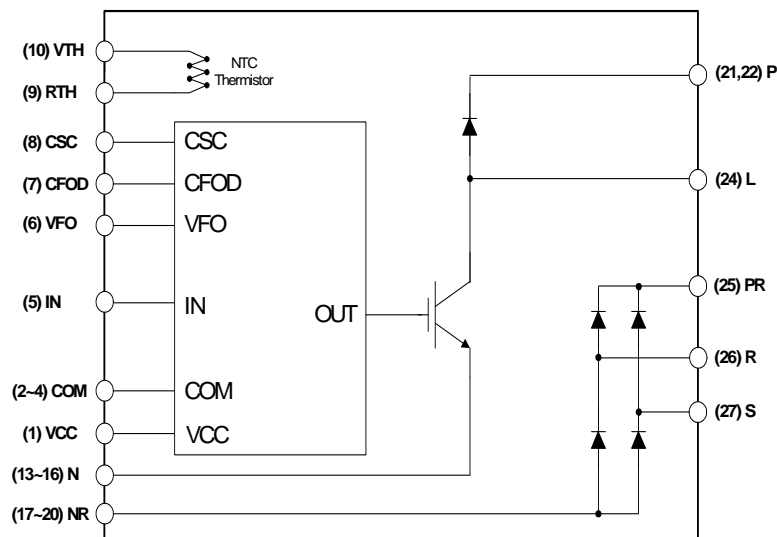 (10) VTH
(9) RTH
(8) CSC
(7) CFOD
(6) VFO
(5) IN
(2~4) COM
(1) VCC
(13~16) N
(17~20) NR
NTC
Thermistor
CSC
CFOD
VFO
IN
OUT
COM
VCC
(21,22) P
(24) L
(25) PR
(26) R
(27) S